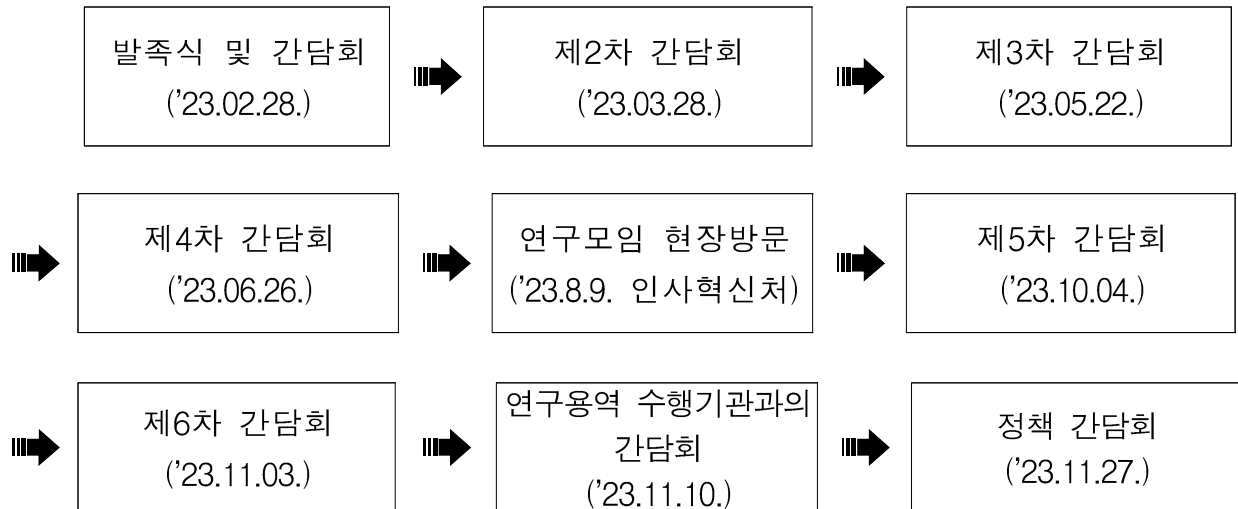 발족식 및 간담회
('23.02.28.)
제2차 간담회
('23.03.28.)
제3차 간담회
('23.05.22.)
제4차 간담회
('23.06.26.)
연구모임 현장방문
('23.8.9. 인사혁신처)
제5차 간담회
('23.10.04.)
제6차 간담회
('23.11.03.)
연구용역 수행기관과의
간담회
('23.11.10.)
정책 간담회
('23.11.27.)